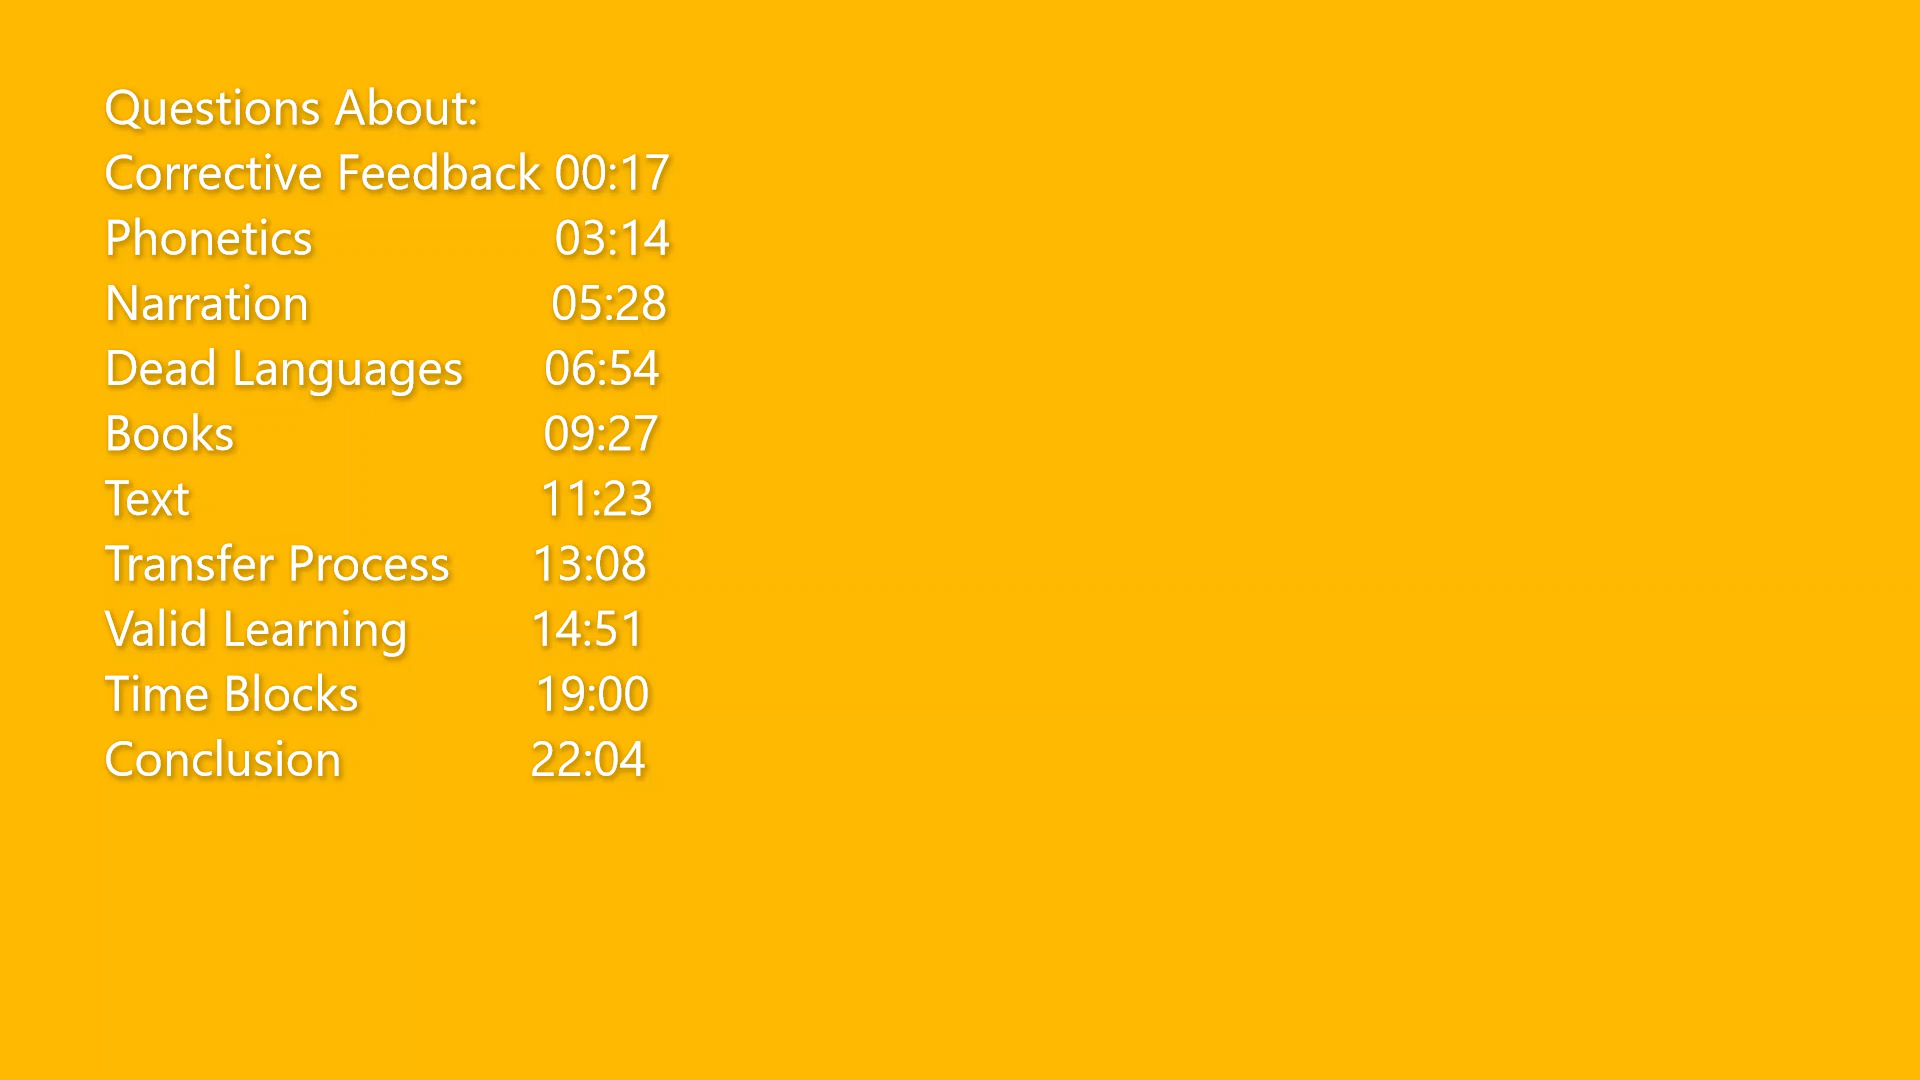 Questions About:
Corrective Feedback 00:17
Phonetics 03:14
Narration 05:28
Dead Languages 06:54
Books 09:27
Text 11:23
Transfer Process 13:08
Valid Learning 14:51
Time Blocks 19:00
Conclusion 22:04